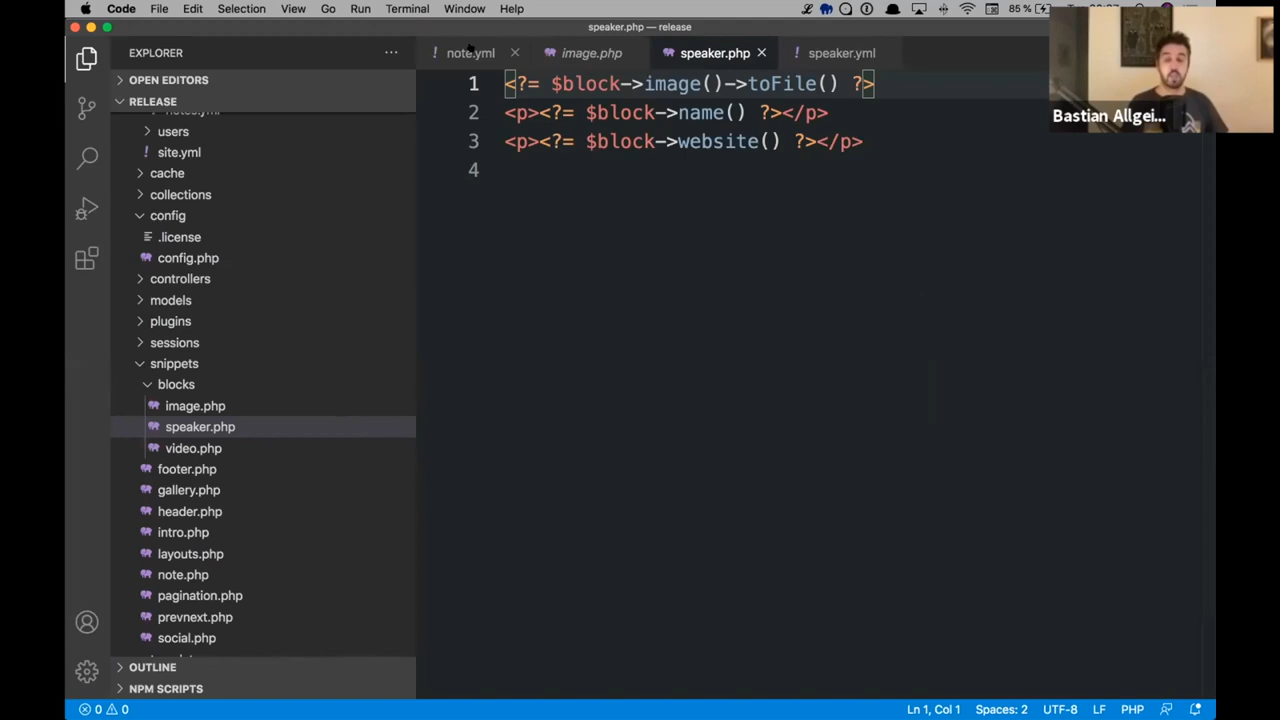 Code File Edit Selection View Go Run Terminal Window Help 85 %
speaker.php — release
EXPLORER
note.yml
image.php
speaker.php
speaker.yml
OPEN EDITORS
RELEASE
users
site.yml
cache
collections
config
.license
config.php
controllers
models
plugins
sessions
snippets
blocks
image.php
speaker.php
video.php
footer.php
gallery.php
header.php
intro.php
layouts.php
note.php
pagination.php
prevnext.php
social.php
OUTLINE
NPM SCRIPTS
1 <?= $block->image()->toFile() ?>
2 <p><?= $block->name() ?></p>
3 <p><?= $block->website() ?></p>
4
Bastian Allgei...
0 0 Ln 1, Col 1 Spaces: 2 UTF-8 LF PHP